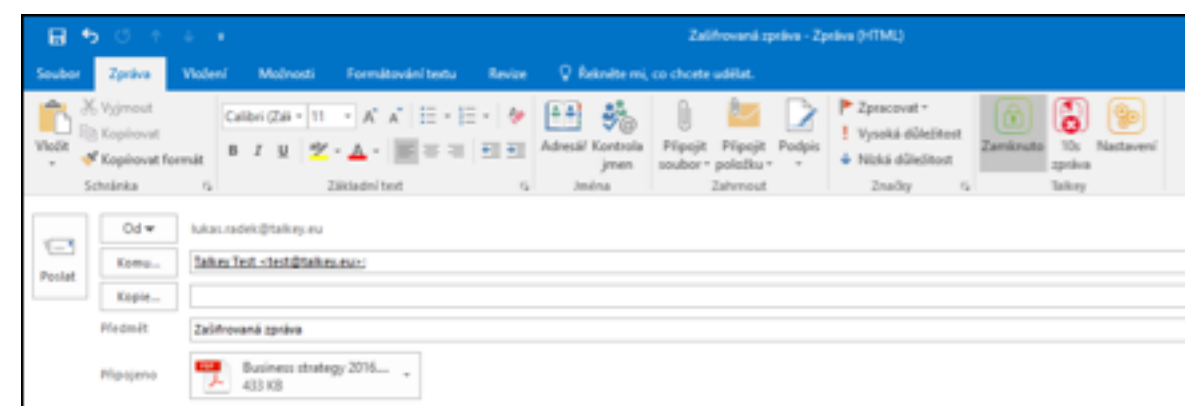 Zašifrovaná zpráva - Zpráva (HTML)
Soubor Zpráva Vložení Možnosti Formátování textu Revize Řekněte mi, co chcete udělat.
Vložit
Vyjmout
Kopírovat
Kopírovat formát
Schránka
Calibri (Zákl 11
B I U
Základní text
Adresář Kontrola jmen
Jména
Připojit soubor Připojit položku Podpis
Zahrnout
Zpracovat
Vysoká důležitost
Nízká důležitost
Značky
Zamknuto 10s zpráva Nastavení
Talkey
Poslat
Od lukas.radek@talkey.eu
Komu... Talkey Test <test@talkey.eu>;
Kopie...
Předmět Zašifrovaná zpráva
Připojeno Business strategy 2016....
433 KB